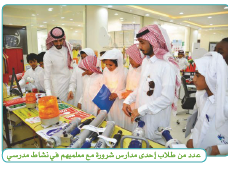 عدد من طلاب إحدى مدارس شرورة مع معلميهم في نشاط مدرسي